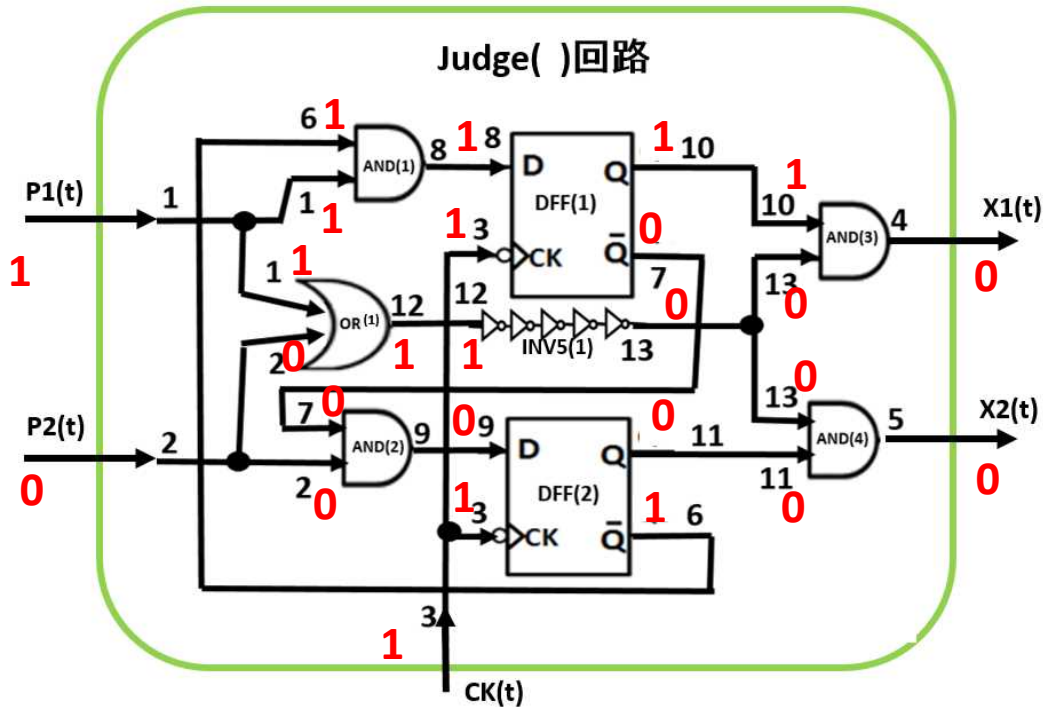 Judge( )回路
6 1
AND(1)
8 1 8
D Q
1 10
P1(t)
1
1 1
DFF(1)
1
10
AND(3)
4
X1(t)
1
1 3
CK Q̅
0
7
0
1 1
OR(1)
12 12
1 1
INV5(1)
0
13
13
0
2 0
0
7
AND(2)
9 0 9
D Q
0
11
13
AND(4)
5
X2(t)
P2(t)
2
0
2 0
DFF(2)
11
0
0
1 3
CK Q̅
1
6
3
1
CK(t)